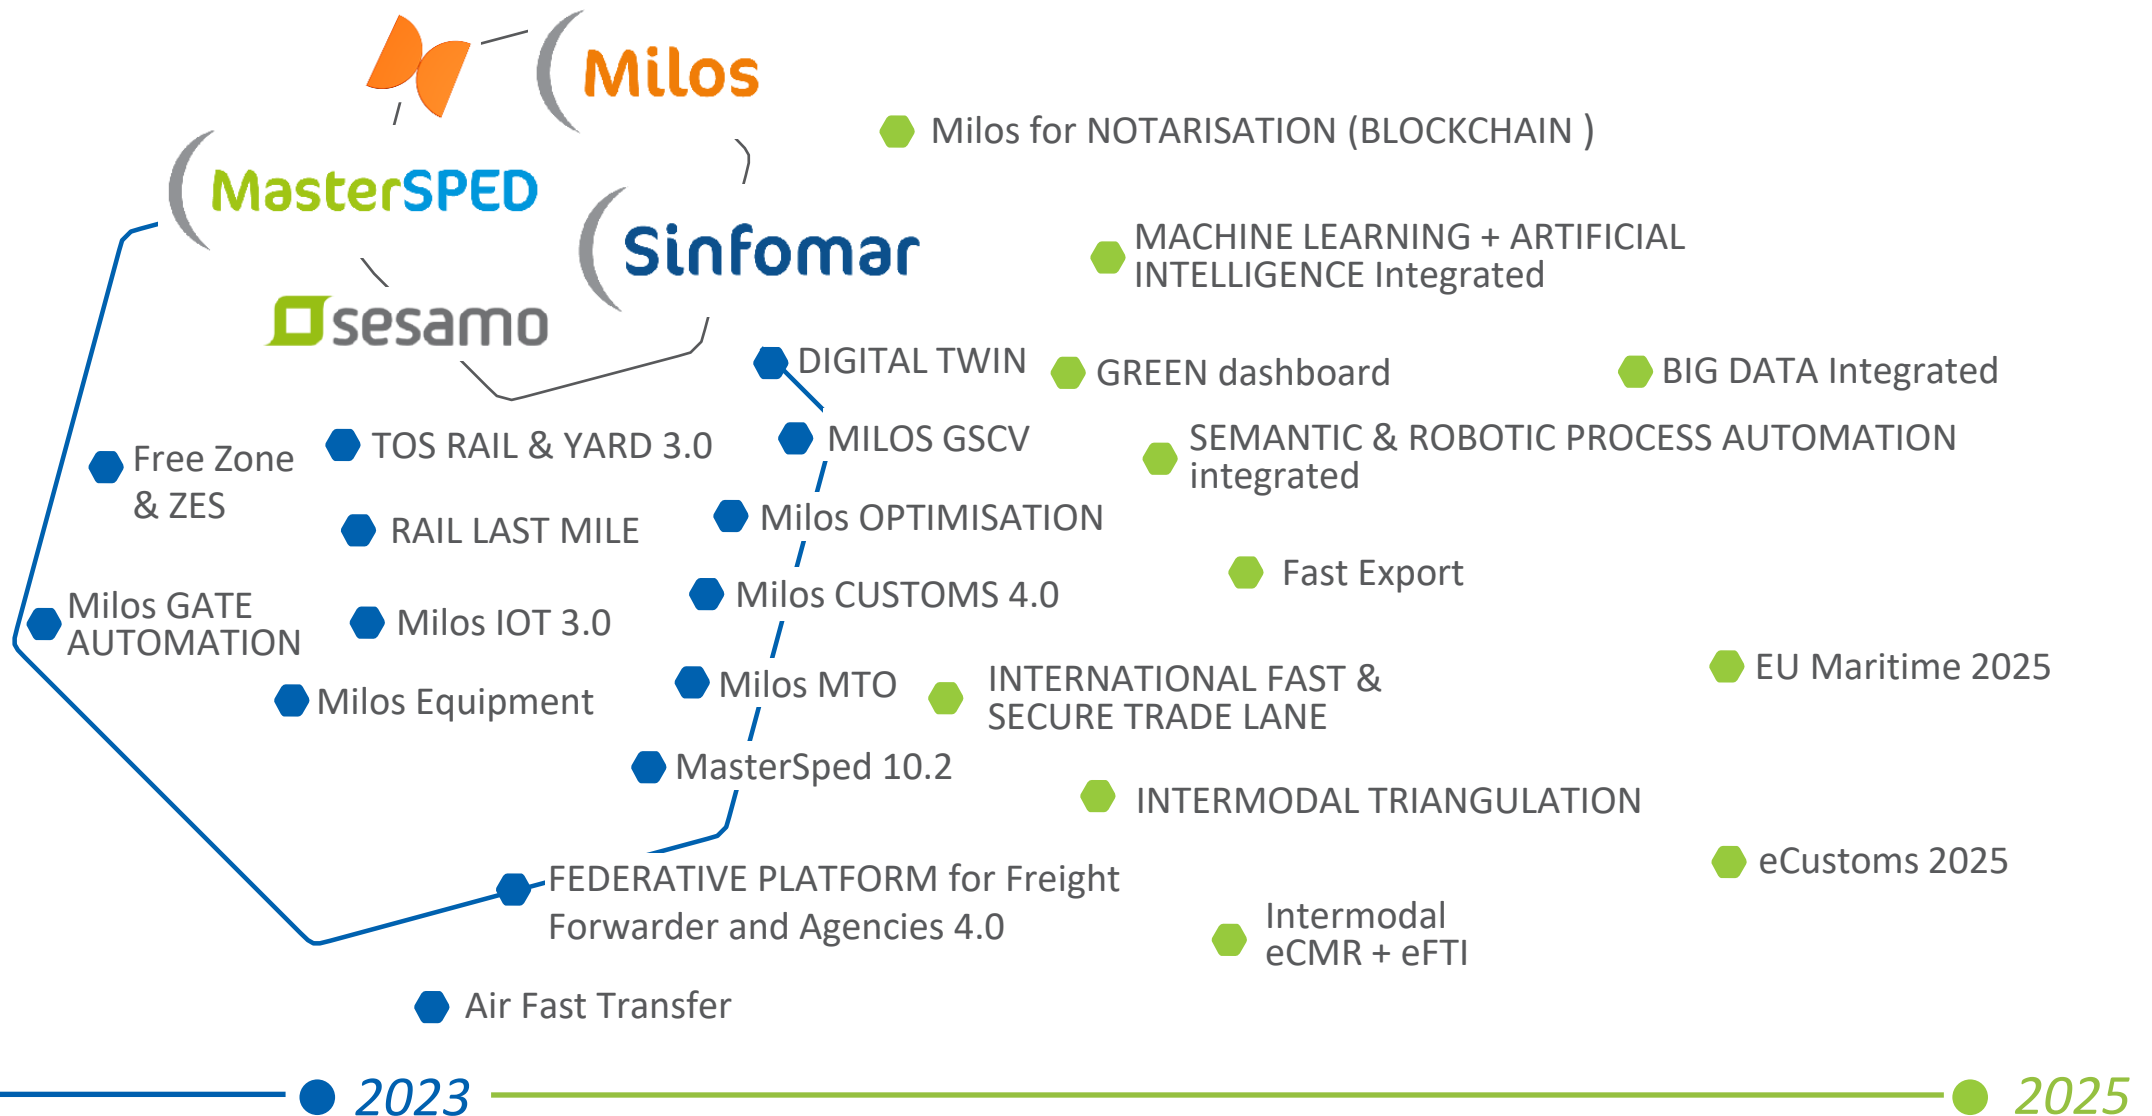 Milos
MasterSPED
Sinfomar
sesamo
Milos for NOTARISATION (BLOCKCHAIN )
MACHINE LEARNING + ARTIFICIAL
INTELLIGENCE Integrated
DIGITAL TWIN
GREEN dashboard
BIG DATA Integrated
Free Zone
& ZES
TOS RAIL & YARD 3.0
MILOS GSCV
SEMANTIC & ROBOTIC PROCESS AUTOMATION
integrated
RAIL LAST MILE
Milos OPTIMISATION
Fast Export
Milos GATE
AUTOMATION
Milos IOT 3.0
Milos CUSTOMS 4.0
Milos Equipment
Milos MTO
INTERNATIONAL FAST &
SECURE TRADE LANE
EU Maritime 2025
MasterSped 10.2
INTERMODAL TRIANGULATION
FEDERATIVE PLATFORM for Freight
Forwarder and Agencies 4.0
eCustoms 2025
Intermodal
eCMR + eFTI
Air Fast Transfer
2023
2025